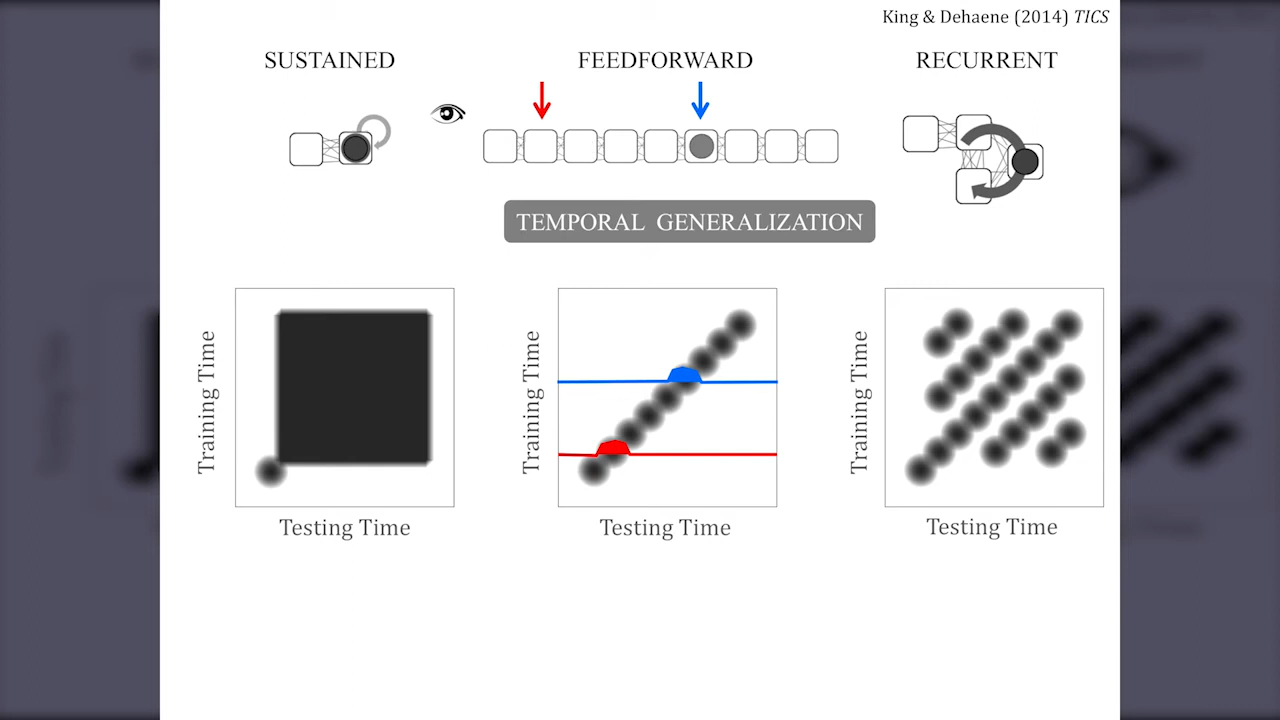 King & Dehaene (2014) TICS
SUSTAINED
FEEDFORWARD
RECURRENT
TEMPORAL GENERALIZATION
Training Time
Training Time
Training Time
Testing Time
Testing Time
Testing Time